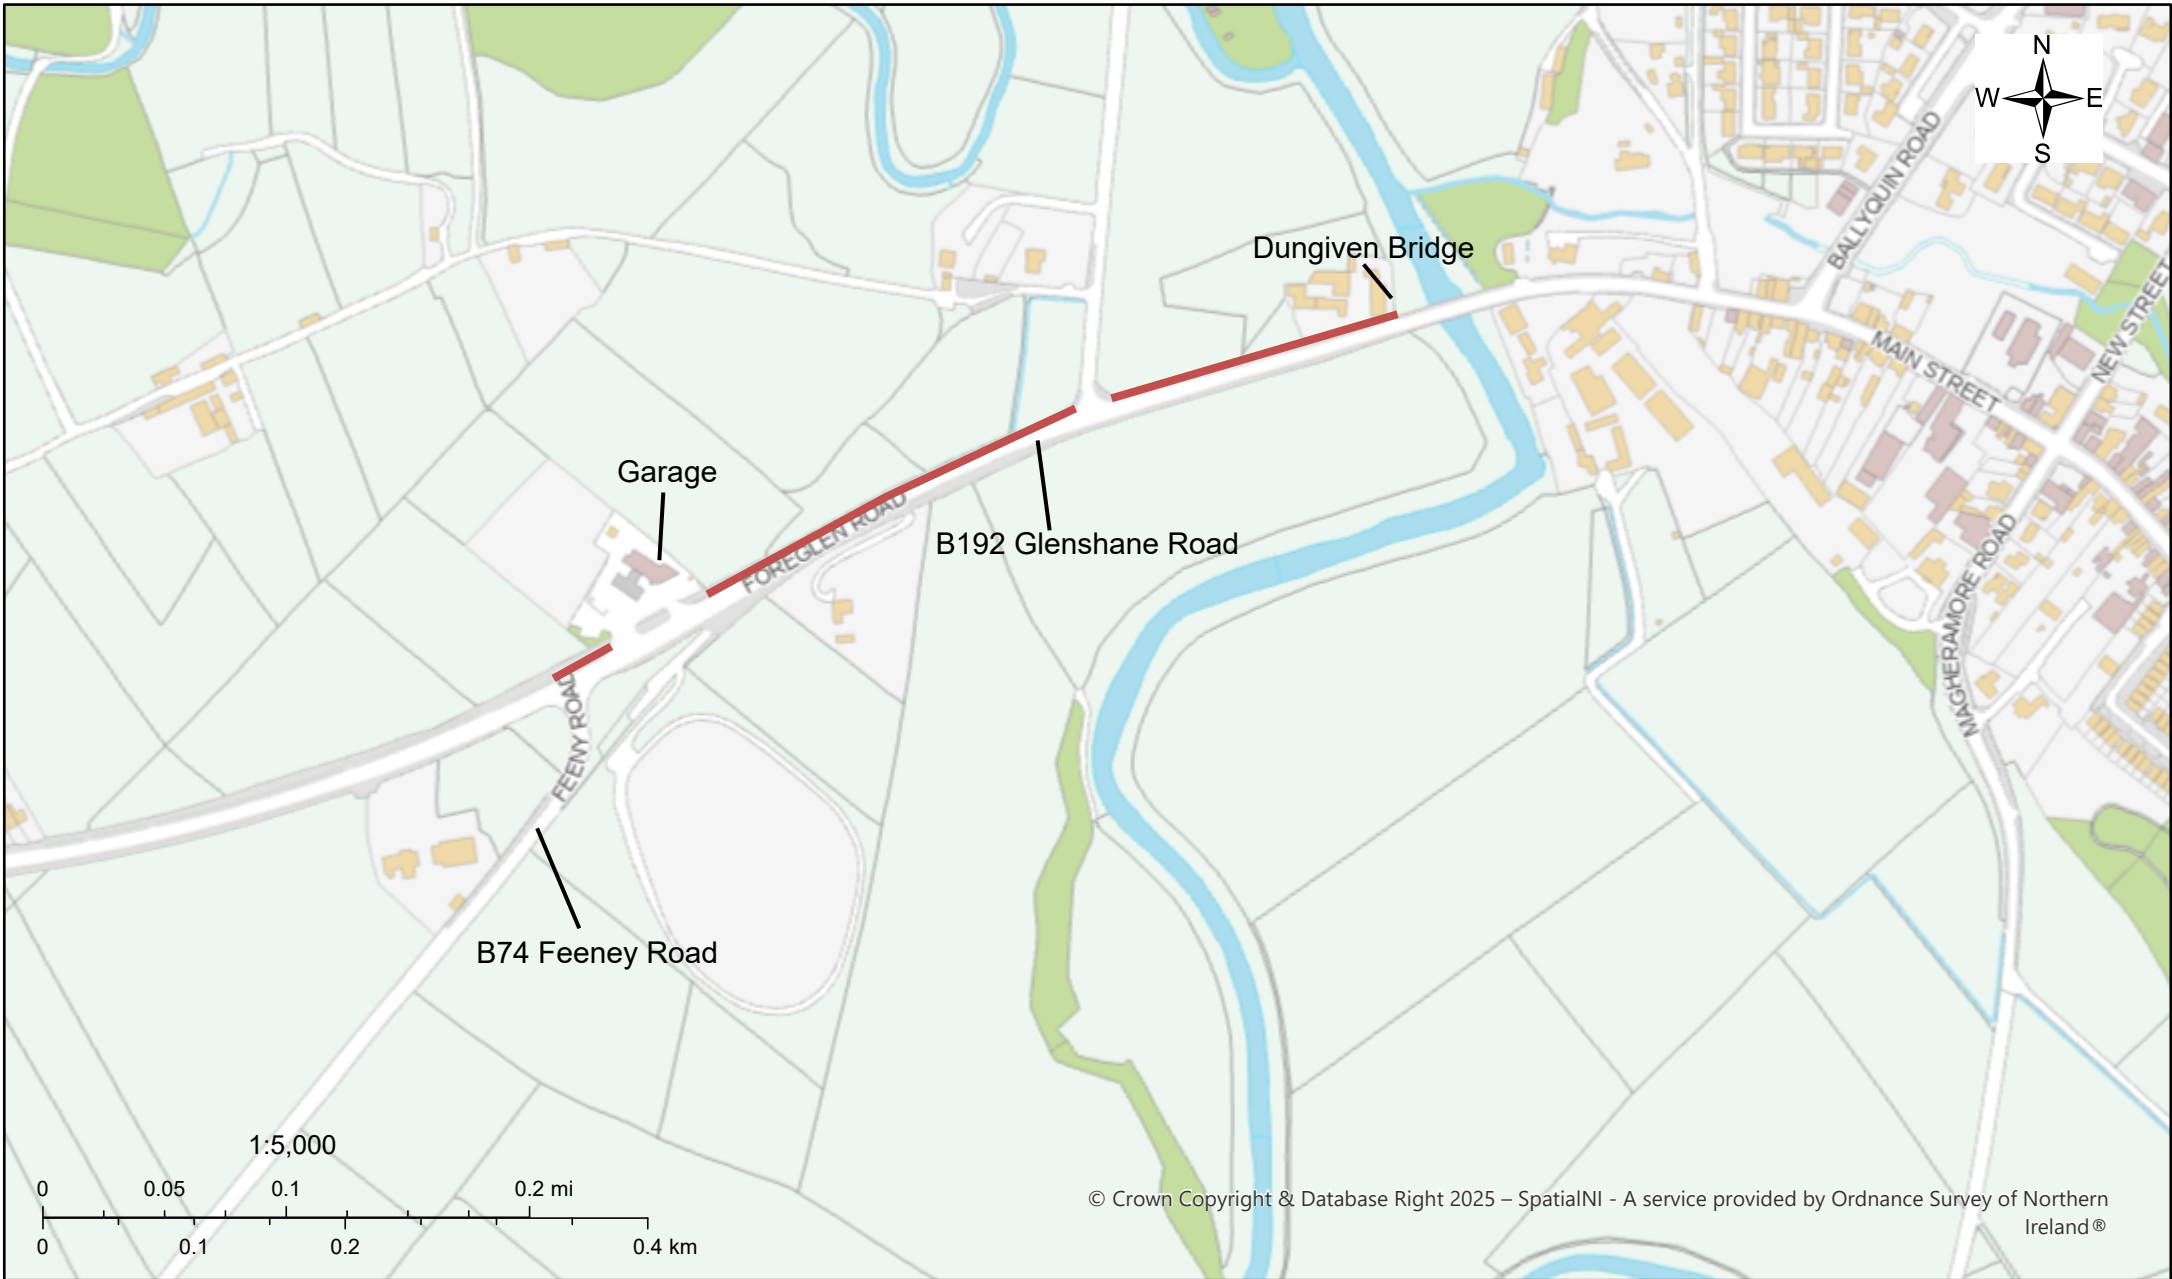 N
W E
S
BALLYQUIN ROAD
Dungiven Bridge
NEW STREET
MAIN STREET
Garage
FOREGLEN ROAD
B192 Glenshane Road
MAGHERAMORE ROAD
FEENY ROAD
B74 Feeney Road
1:5,000
0 0.05 0.1 0.2 mi
0 0.1 0.2 0.4 km
© Crown Copyright & Database Right 2025 – SpatialNI - A service provided by Ordnance Survey of Northern
Ireland®